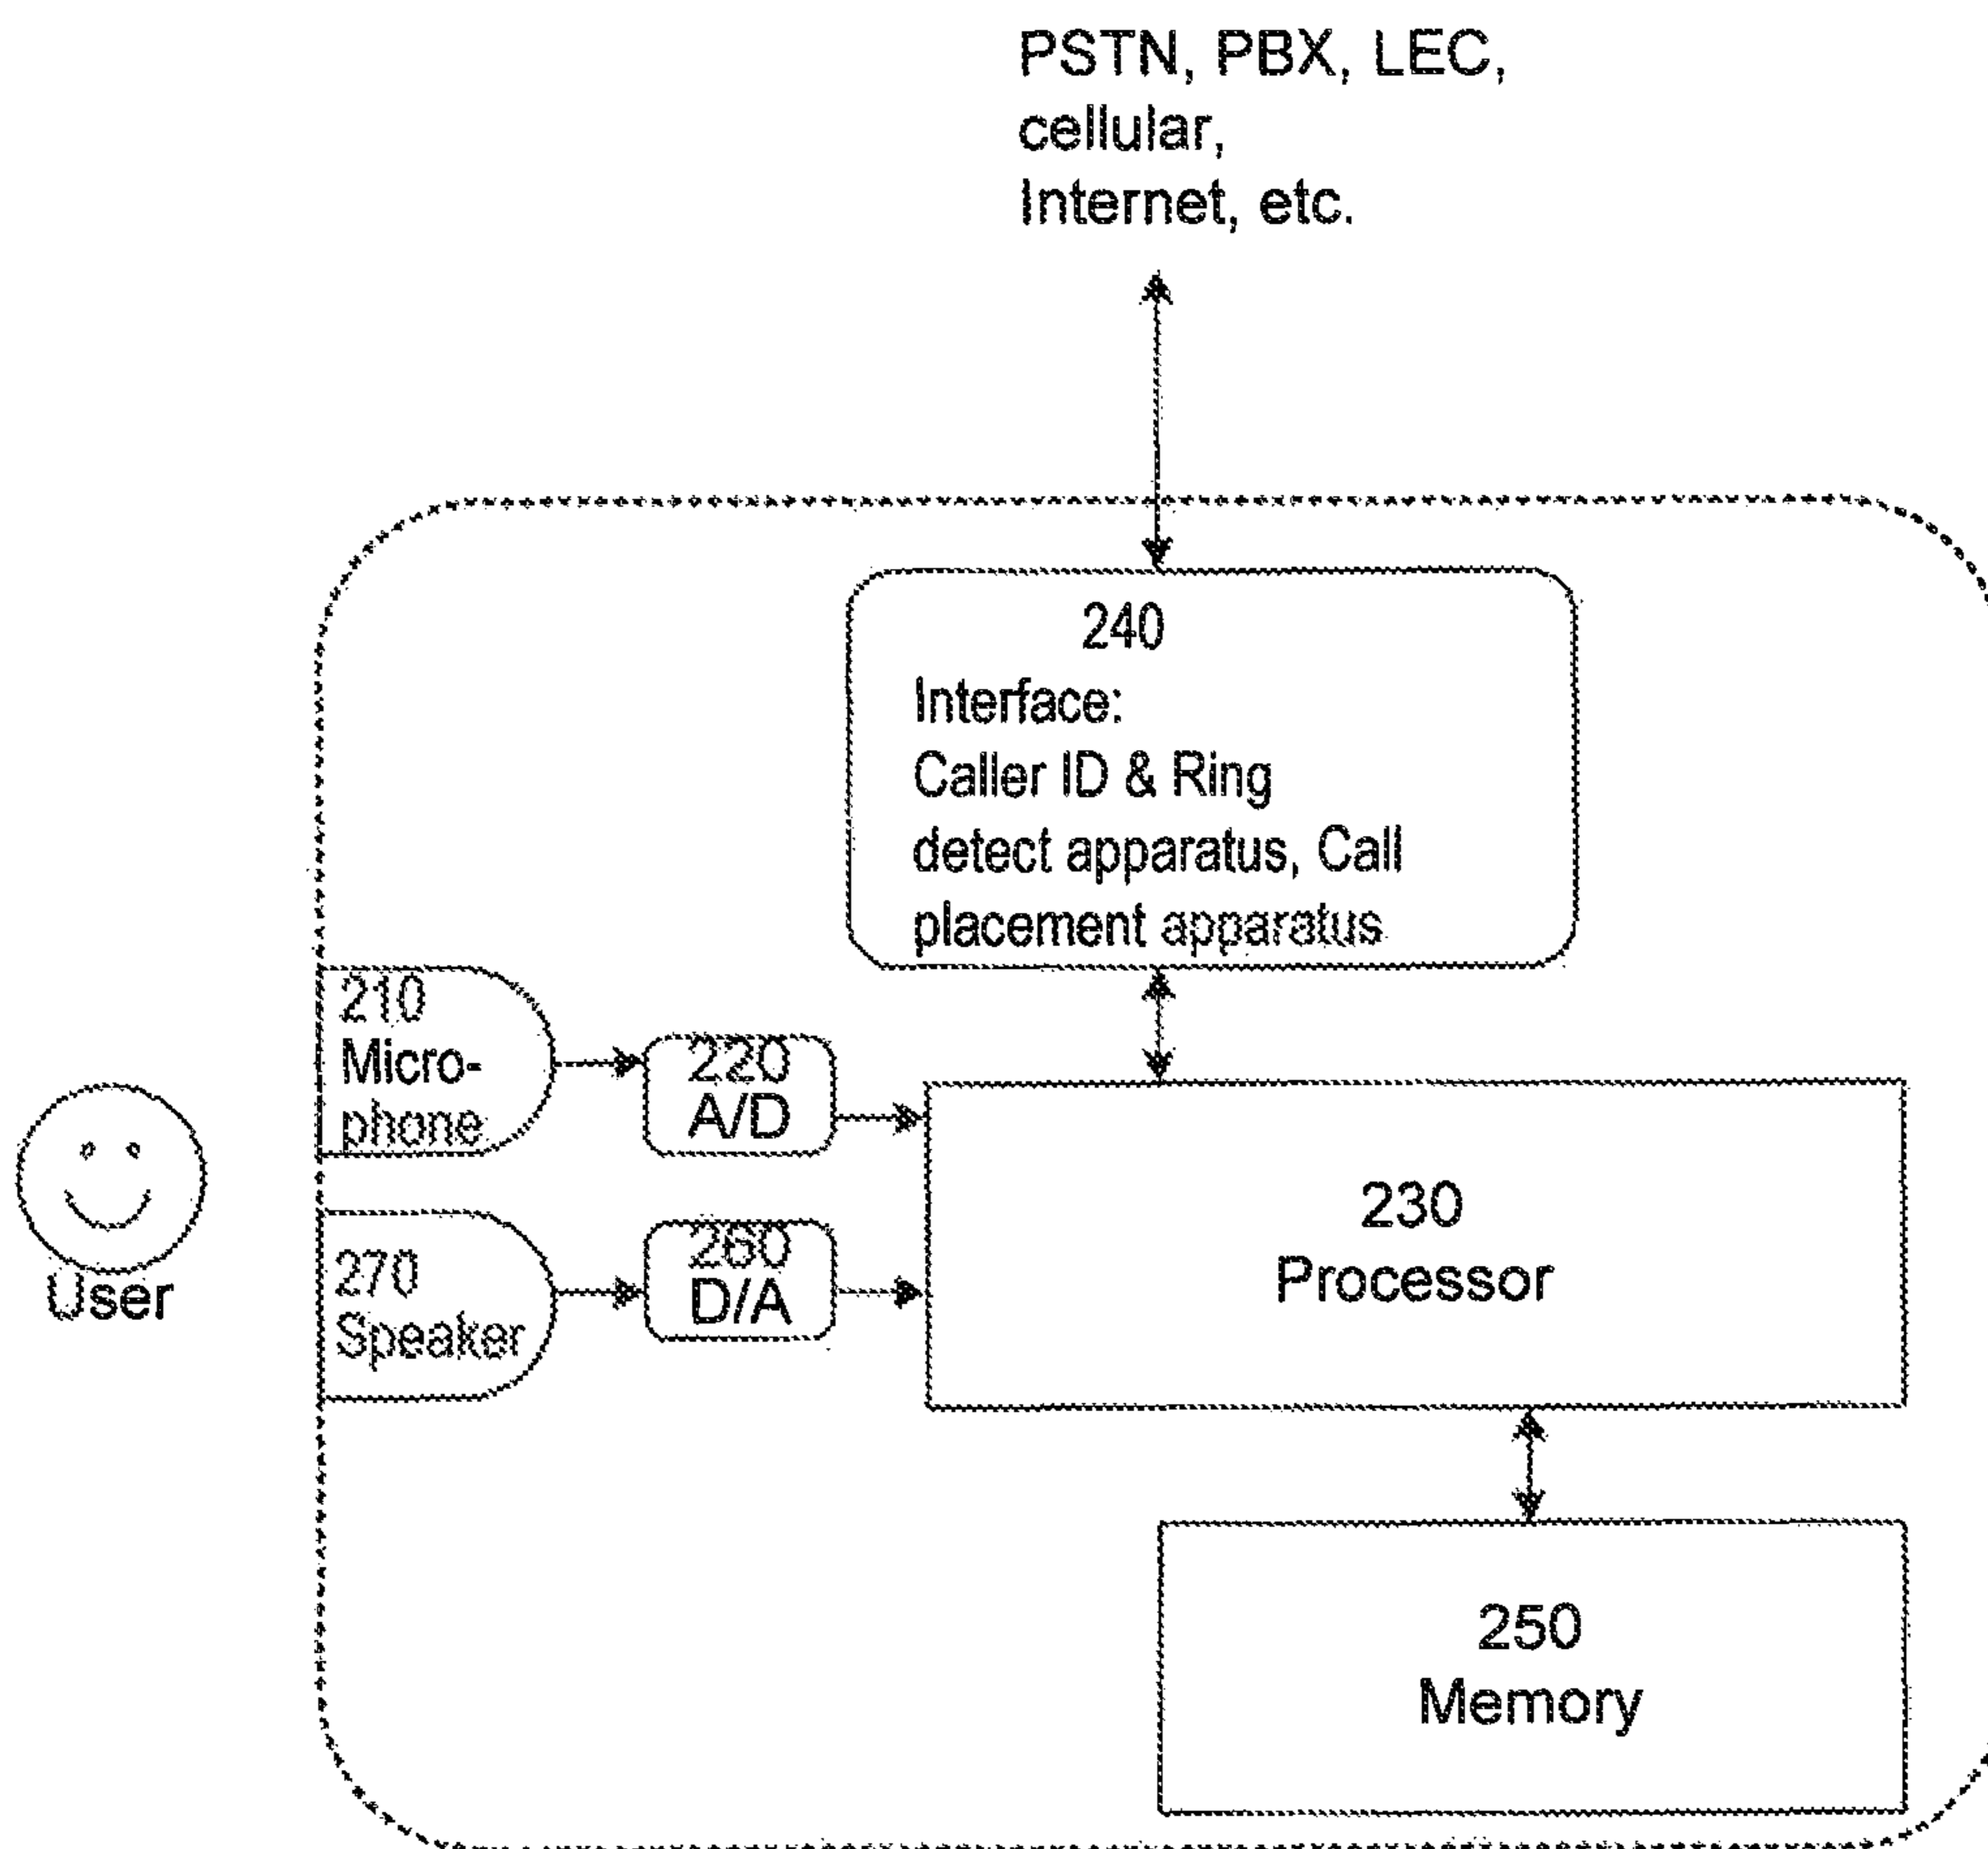 PSTN, PBX, LEC,
cellular,
Internet, etc.
240
Interface:
Caller ID & Ring
detect apparatus, Call
placement apparatus
210
Micro-
phone
220
A/D
230
Processor
User
270
Speaker
260
D/A
250
Memory